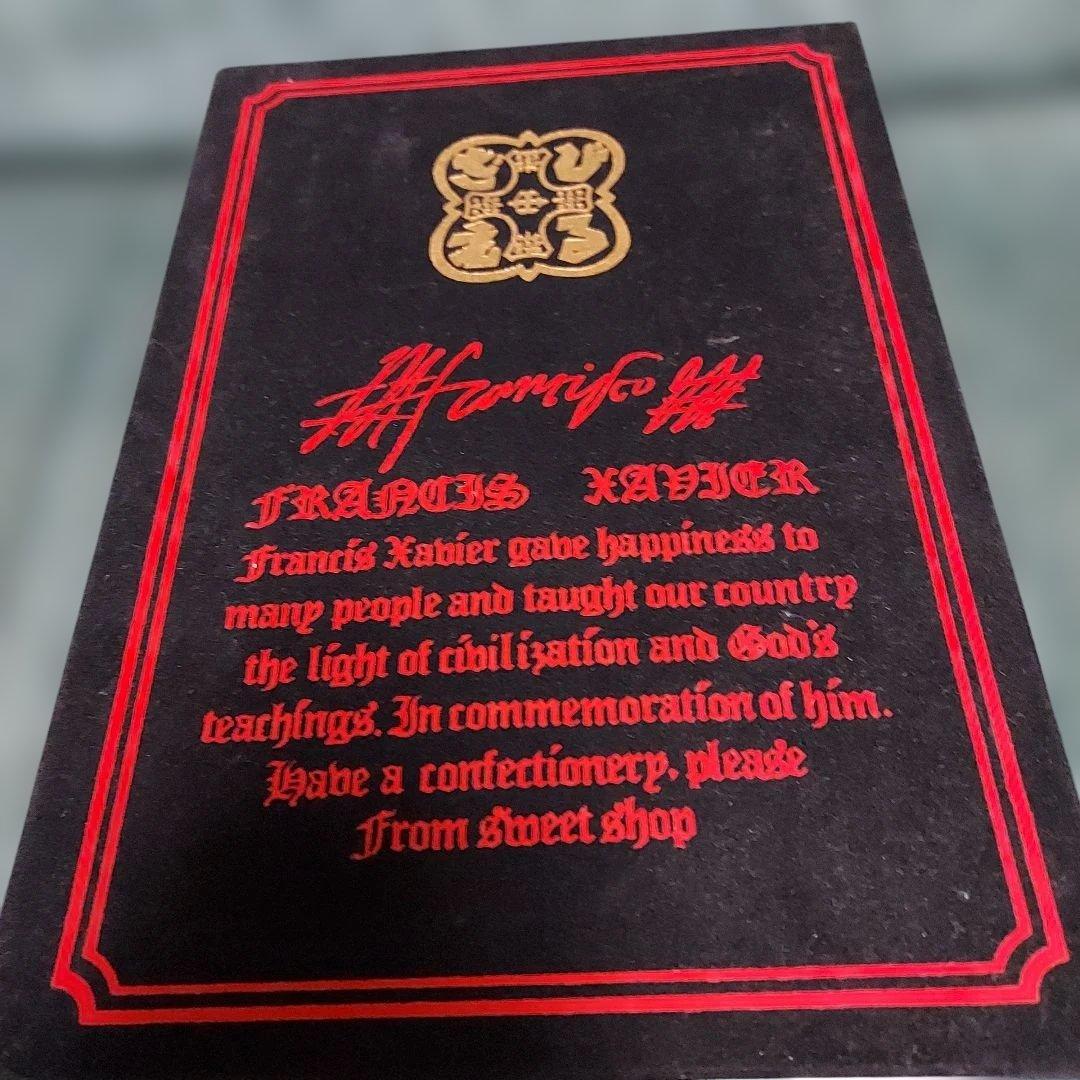 ざ び
え る
Francisco
FRANCIS XAVIER
Francis Xavier gave happiness to
many people and taught our country
the light of civilization and God's
teachings. In commemoration of him.
Have a confectionery, please
From sweet shop